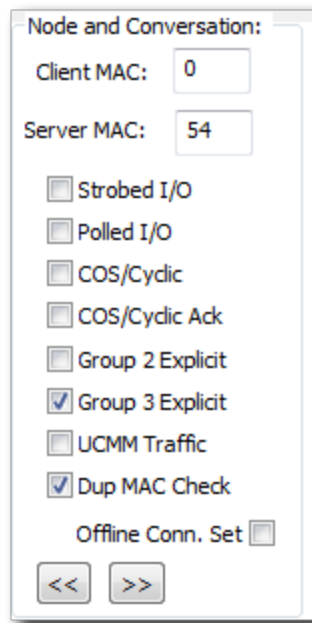 Node and Conversation:
Client MAC: 0
Server MAC: 54
Strobed I/O
Polled I/O
COS/Cyclic
COS/Cyclic Ack
Group 2 Explicit
Group 3 Explicit
UCMM Traffic
Dup MAC Check
Offline Conn. Set
<< >>